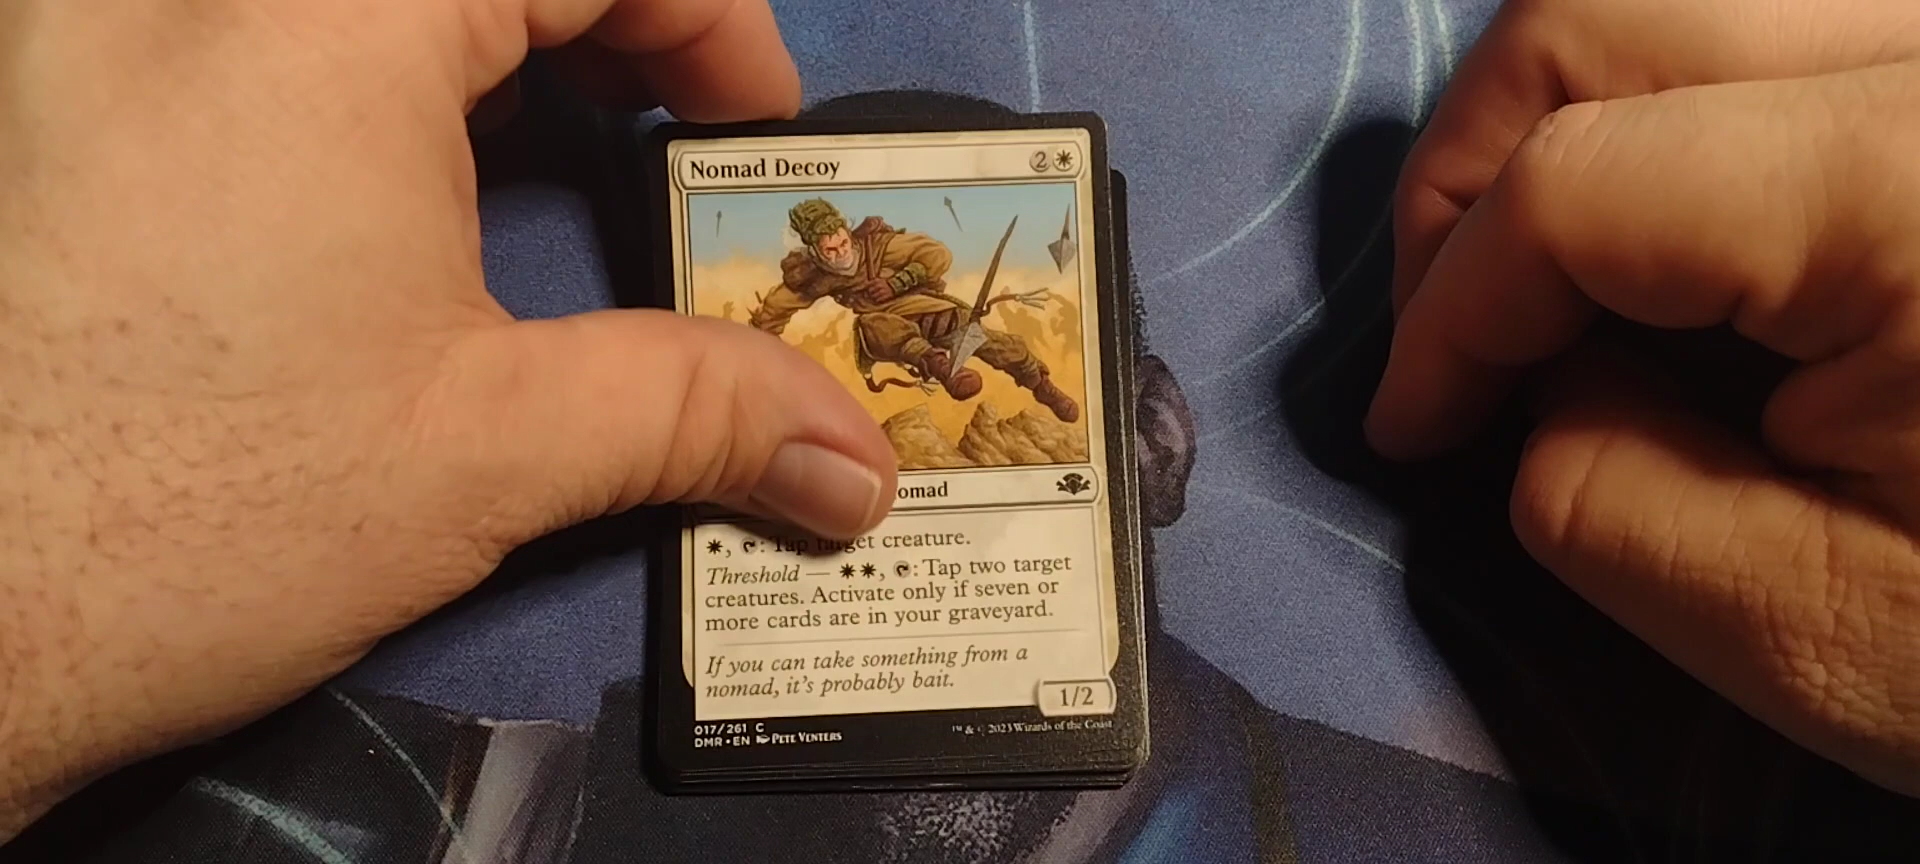 Nomad Decoy 2
omad
, : Tap target creature.
Threshold — , : Tap two target
creatures. Activate only if seven or
more cards are in your graveyard.
If you can take something from a
nomad, it's probably bait.
1/2
017/261 C
DMR • EN PETE VENTERS
™ & © 2023 Wizards of the Coast